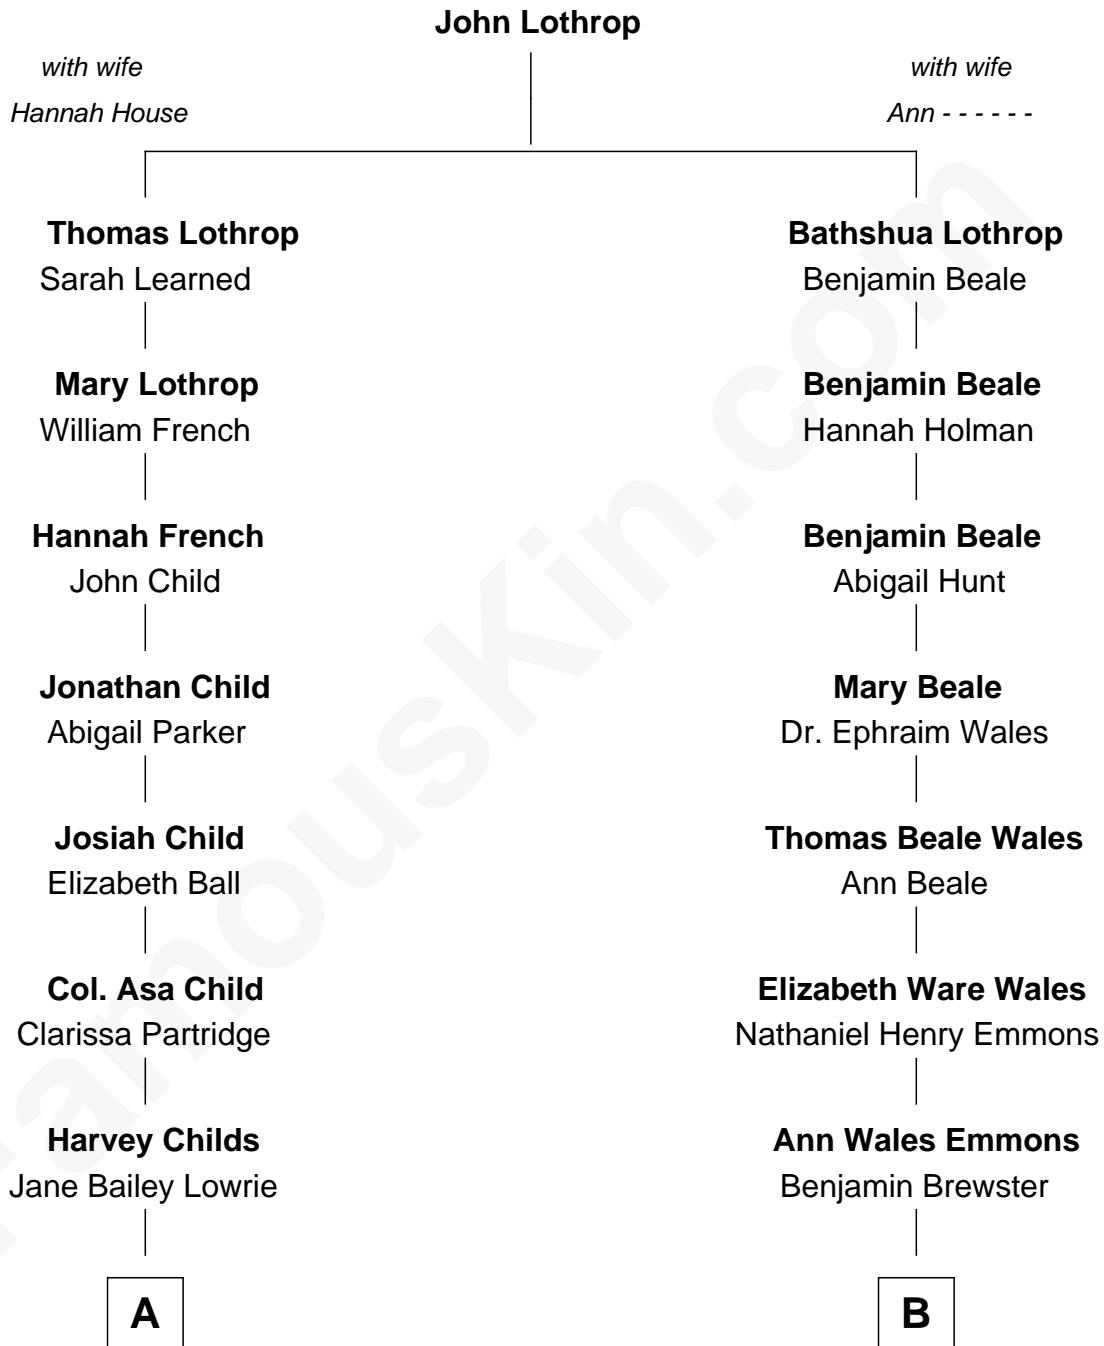 John Lothrop
with wife
Hannah House
with wife
Ann - - - - - -
Thomas Lothrop
Sarah Learned
Bathshua Lothrop
Benjamin Beale
Mary Lothrop
William French
Benjamin Beale
Hannah Holman
Hannah French
John Child
Benjamin Beale
Abigail Hunt
Jonathan Child
Abigail Parker
Mary Beale
Dr. Ephraim Wales
Josiah Child
Elizabeth Ball
Thomas Beale Wales
Ann Beale
Col. Asa Child
Clarissa Partridge
Elizabeth Ware Wales
Nathaniel Henry Emmons
Harvey Childs
Jane Bailey Lowrie
Ann Wales Emmons
Benjamin Brewster
A
B
FamousKin.com